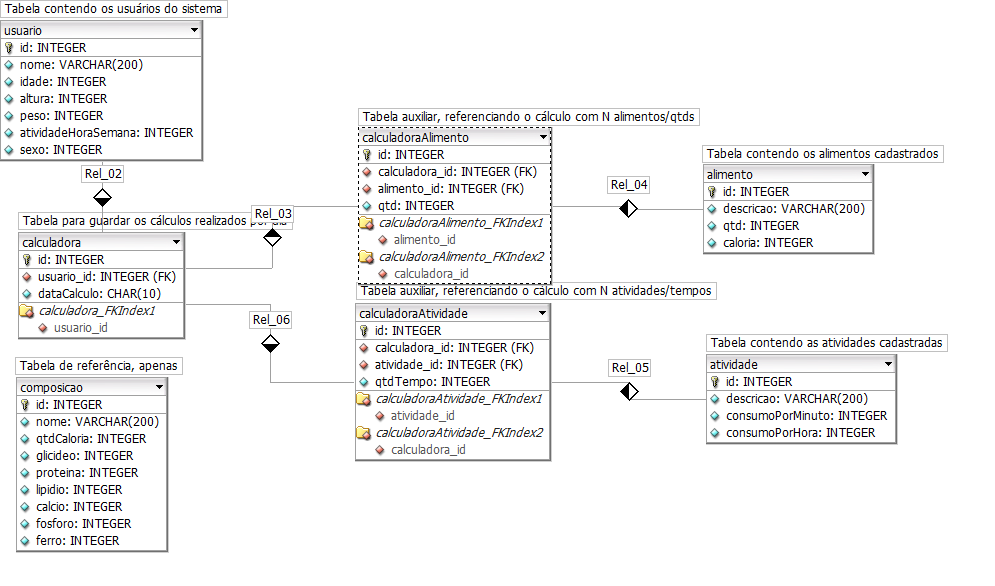 Tabela contendo os usuários do sistema
usuario
id: INTEGER
nome: VARCHAR(200)
idade: INTEGER
altura: INTEGER
peso: INTEGER
atividadeHoraSemana: INTEGER
sexo: INTEGER
Rel_02
Tabela para guardar os cálculos realizados por dia
calculadora
id: INTEGER
usuario_id: INTEGER (FK)
dataCalculo: CHAR(10)
calculadora_FKIndex1
usuario_id
Tabela de referência, apenas
composicao
id: INTEGER
nome: VARCHAR(200)
qtdCaloria: INTEGER
glicideo: INTEGER
proteina: INTEGER
lipidio: INTEGER
calcio: INTEGER
fosforo: INTEGER
ferro: INTEGER
Rel_03
Rel_06
Tabela auxiliar, referenciando o cálculo com N alimentos/qtds
calculadoraAlimento
id: INTEGER
calculadora_id: INTEGER (FK)
alimento_id: INTEGER (FK)
qtd: INTEGER
calculadoraAlimento_FKIndex1
alimento_id
calculadoraAlimento_FKIndex2
calculadora_id
Tabela auxiliar, referenciando o cálculo com N atividades/tempos
calculadoraAtividade
id: INTEGER
calculadora_id: INTEGER (FK)
atividade_id: INTEGER (FK)
qtdTempo: INTEGER
calculadoraAtividade_FKIndex1
atividade_id
calculadoraAtividade_FKIndex2
calculadora_id
Rel_04
Rel_05
Tabela contendo os alimentos cadastrados
alimento
id: INTEGER
descricao: VARCHAR(200)
qtd: INTEGER
caloria: INTEGER
Tabela contendo as atividades cadastradas
atividade
id: INTEGER
descricao: VARCHAR(200)
consumoPorMinuto: INTEGER
consumoPorHora: INTEGER